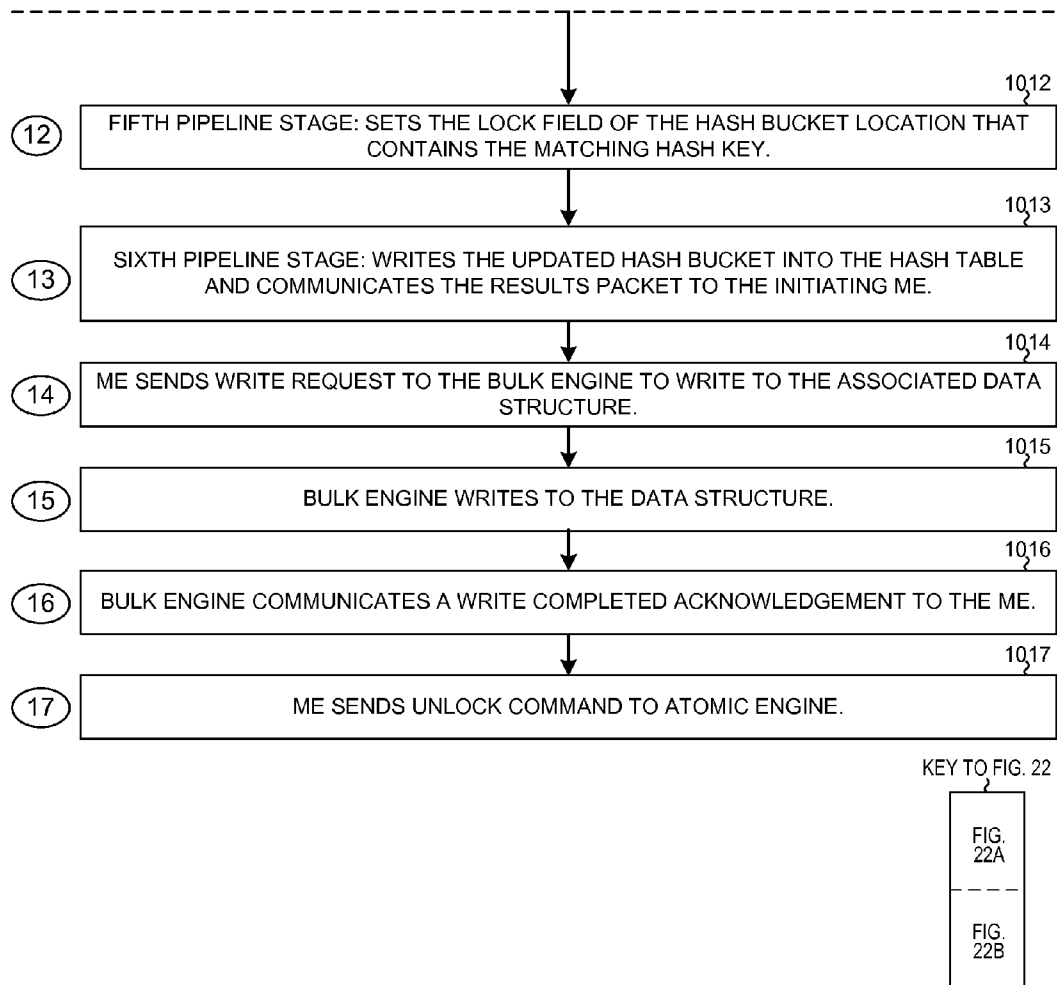 1012
12
FIFTH PIPELINE STAGE: SETS THE LOCK FIELD OF THE HASH BUCKET LOCATION THAT
CONTAINS THE MATCHING HASH KEY.
1013
13
SIXTH PIPELINE STAGE: WRITES THE UPDATED HASH BUCKET INTO THE HASH TABLE
AND COMMUNICATES THE RESULTS PACKET TO THE INITIATING ME.
1014
14
ME SENDS WRITE REQUEST TO THE BULK ENGINE TO WRITE TO THE ASSOCIATED DATA
STRUCTURE.
1015
15
BULK ENGINE WRITES TO THE DATA STRUCTURE.
1016
16
BULK ENGINE COMMUNICATES A WRITE COMPLETED ACKNOWLEDGEMENT TO THE ME.
1017
17
ME SENDS UNLOCK COMMAND TO ATOMIC ENGINE.
KEY TO FIG. 22
FIG.
22A
FIG.
22B